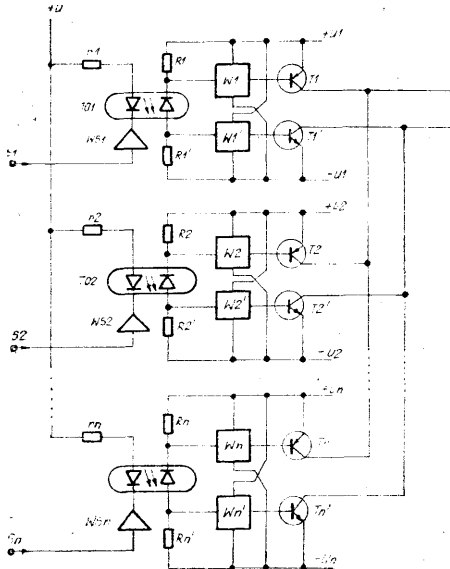 +U
+U1
r1
R1
W1
T1
TO1
WS1
W1'
T1'
S1
R1'
-U1
+U2
r2
R2
W2
T2
TO2
W2'
T2'
WS2
R2'
S2
-U2
+Un
rn
Rn
Wn
Tn
Wn'
Tn'
WSn
Rn'
Sn
-Un